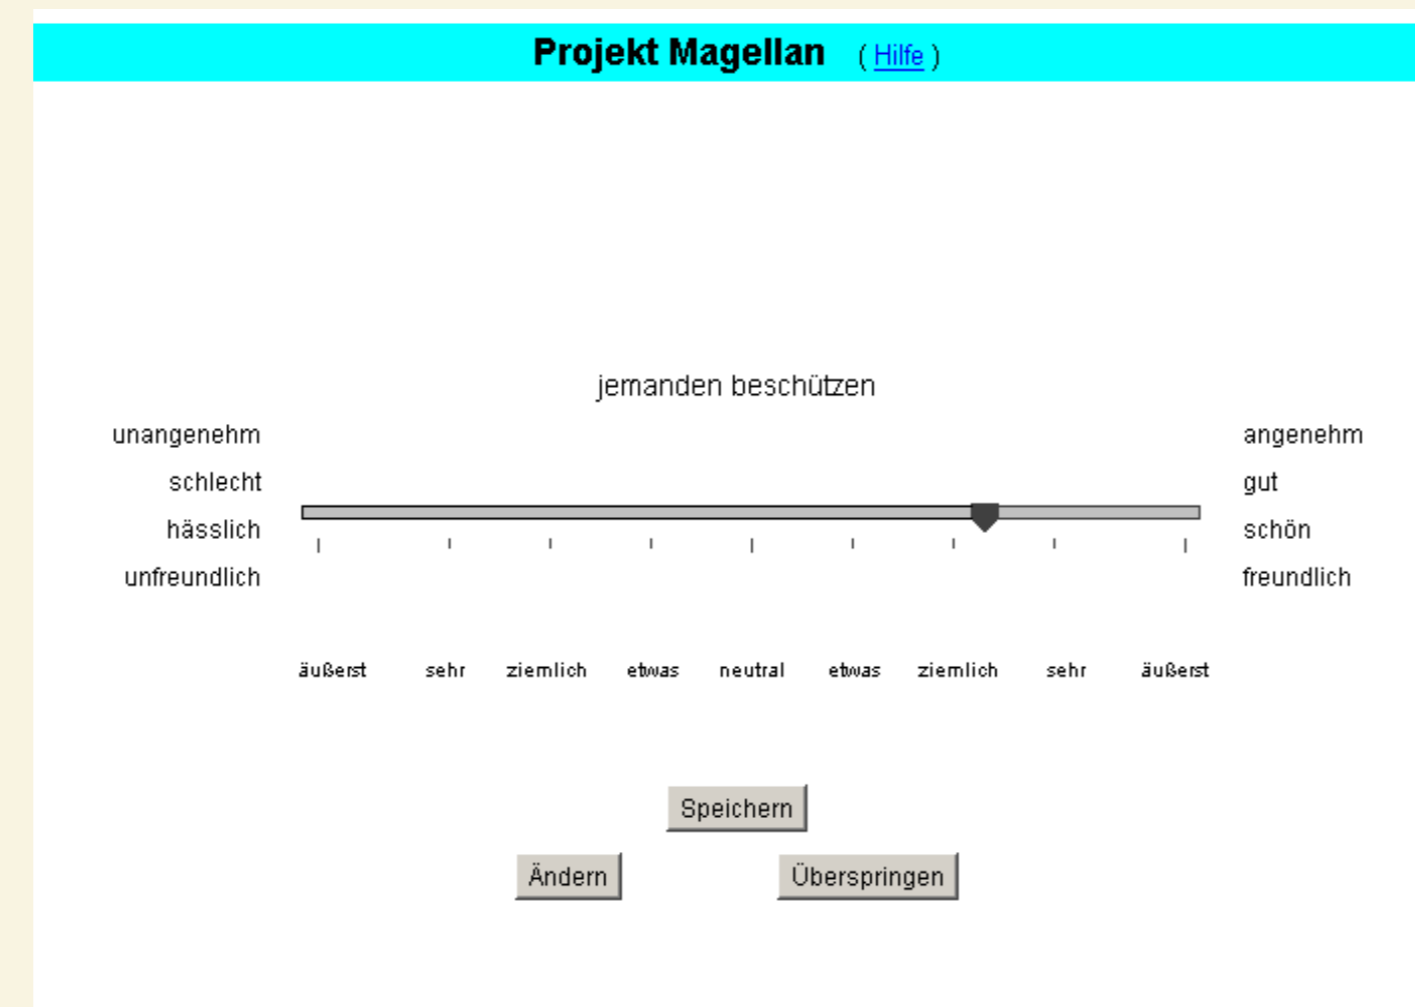 Projekt Magellan ( Hilfe )
jemanden beschützen
unangenehm angenehm
schlecht gut
hässlich schön
unfreundlich freundlich
äußerst sehr ziemlich etwas neutral etwas ziemlich sehr äußerst
Speichern
Ändern Überspringen